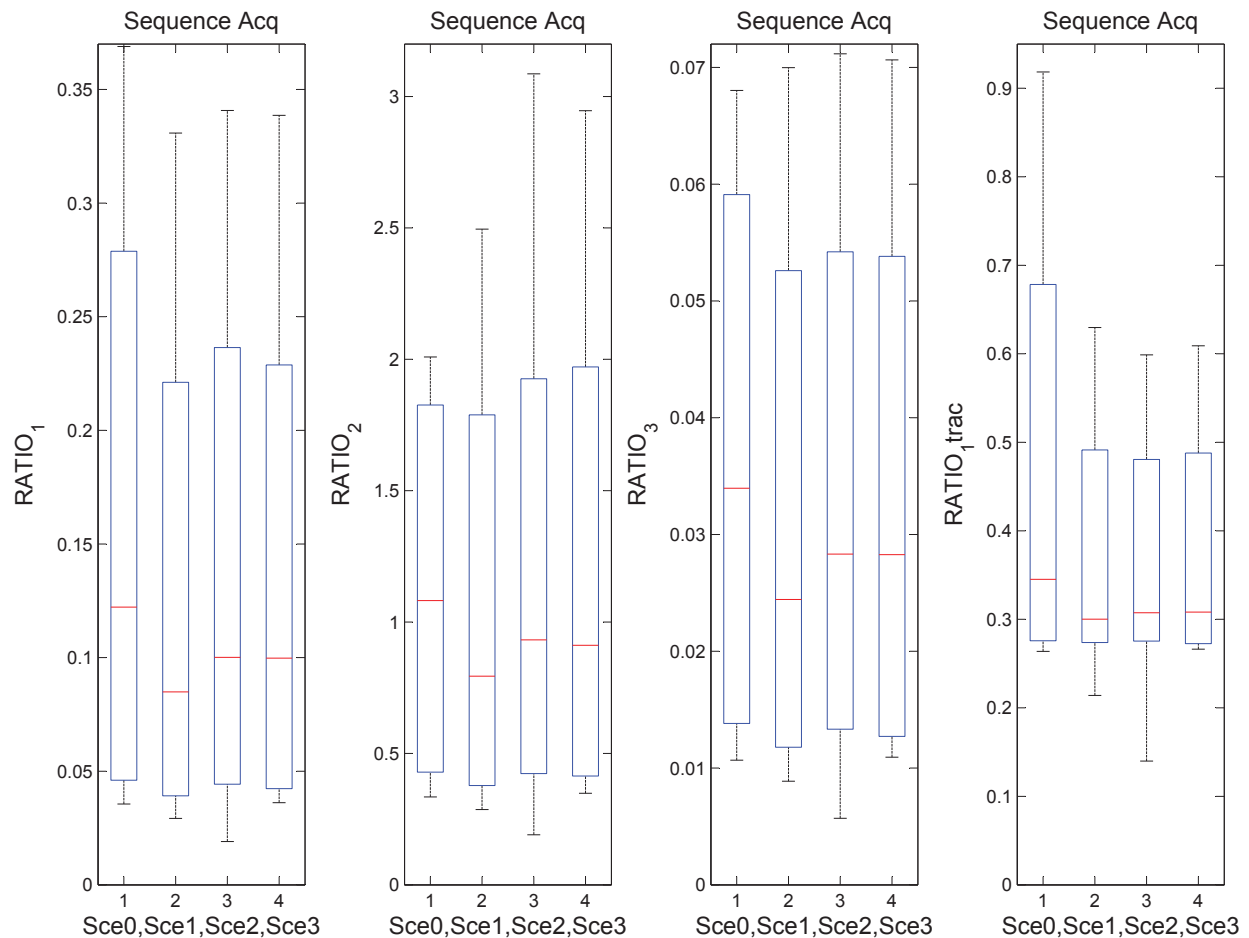 Sequence Acq
RATIO1
0.35
0.3
0.25
0.2
0.15
0.1
0.05
0
1 2 3 4
Sce0,Sce1,Sce2,Sce3
Sequence Acq
RATIO2
3
2.5
2
1.5
1
0.5
0
1 2 3 4
Sce0,Sce1,Sce2,Sce3
Sequence Acq
RATIO3
0.07
0.06
0.05
0.04
0.03
0.02
0.01
0
1 2 3 4
Sce0,Sce1,Sce2,Sce3
Sequence Acq
RATIO1trac
0.9
0.8
0.7
0.6
0.5
0.4
0.3
0.2
0.1
0
1 2 3 4
Sce0,Sce1,Sce2,Sce3